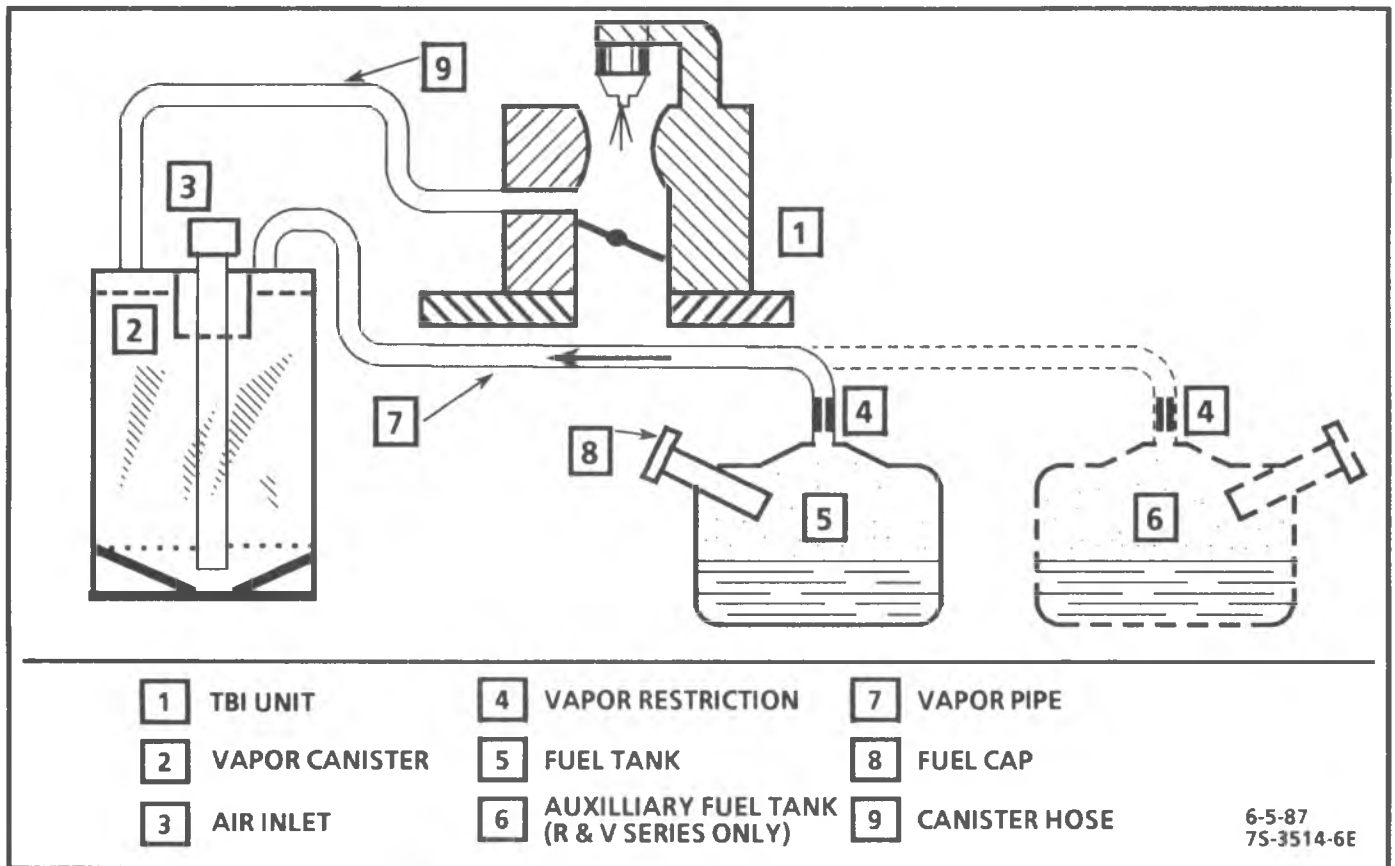 9
3
1
2
7
4
4
8
5
6
1 TBI UNIT
2 VAPOR CANISTER
3 AIR INLET
4 VAPOR RESTRICTION
5 FUEL TANK
6 AUXILLIARY FUEL TANK
(R & V SERIES ONLY)
7 VAPOR PIPE
8 FUEL CAP
9 CANISTER HOSE
6-5-87
7S-3514-6E